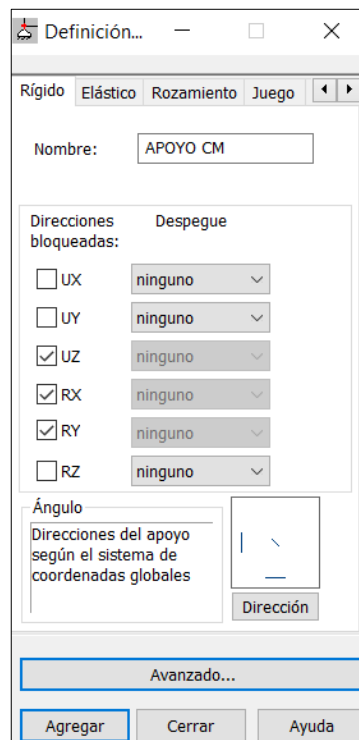 Definición...
Rígido Elástico Rozamiento Juego
Nombre: APOYO CM
Direcciones bloqueadas: Despegue
UX ninguno
UY ninguno
UZ ninguno
RX ninguno
RY ninguno
RZ ninguno
Ángulo
Direcciones del apoyo
según el sistema de
coordenadas globales
Dirección
Avanzado...
Agregar Cerrar Ayuda